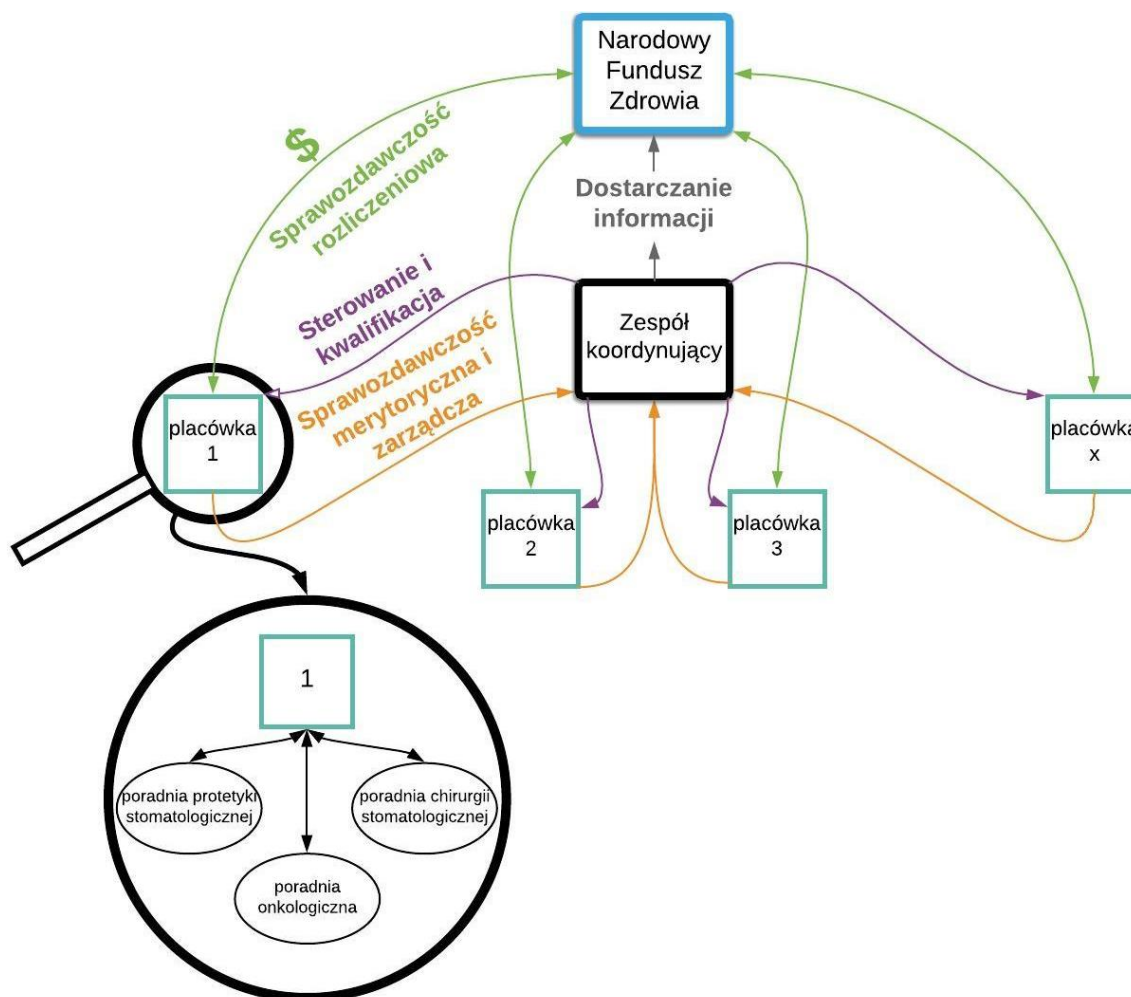 Narodowy
Fundusz
Zdrowia
$
Sprawozdawczość
rozliczeniowa
Dostarczanie
informacji
Sterowanie i
kwalifikacja
Zespół
koordynujący
Sprawozdawczość
merytoryczna i
zarządcza
placówka
1
placówka
x
placówka
2
placówka
3
1
poradnia protetyki
stomatologicznej
poradnia chirurgii
stomatologicznej
poradnia
onkologiczna